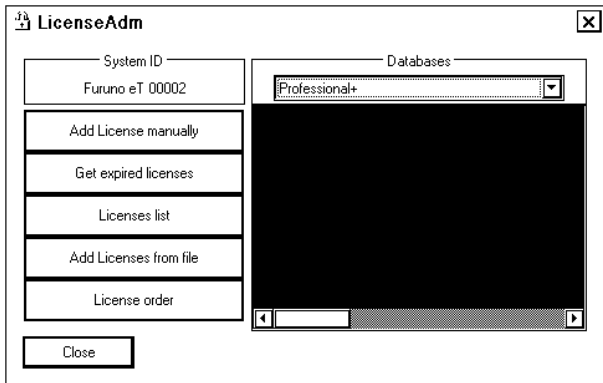 LicenseAdm
System ID
Furuno eT 00002
Databases
Professional+
Add License manually
Get expired licenses
Licenses list
Add Licenses from file
License order
Close